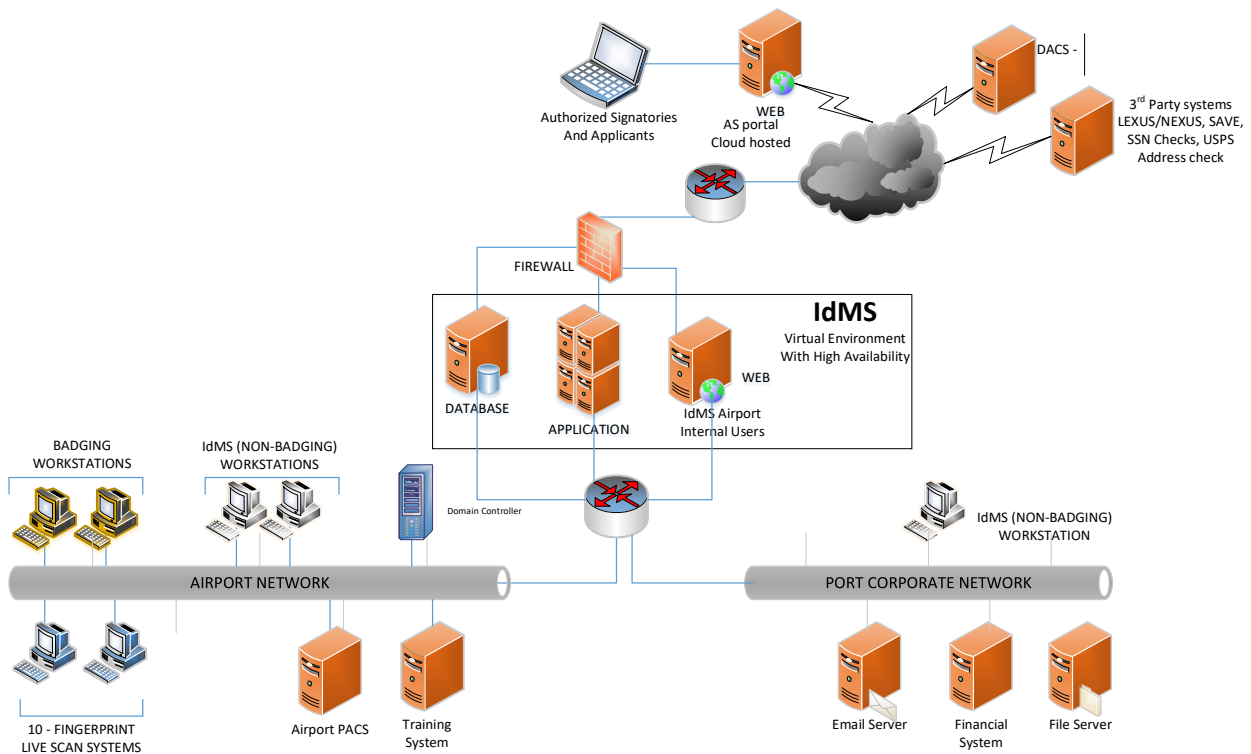 DACS -
3rd Party systems
LEXUS/NEXUS, SAVE,
SSN Checks, USPS
Address check
Authorized Signatories
And Applicants
WEB
AS portal
Cloud hosted
FIREWALL
IdMS
Virtual Environment
With High Availability
DATABASE
APPLICATION
WEB
IdMS Airport
Internal Users
BADGING
WORKSTATIONS
IdMS (NON-BADGING)
WORKSTATIONS
Domain Controller
IdMS (NON-BADGING)
WORKSTATION
AIRPORT NETWORK
PORT CORPORATE NETWORK
10 - FINGERPRINT
LIVE SCAN SYSTEMS
Airport PACS
Training
System
Email Server
Financial
System
File Server